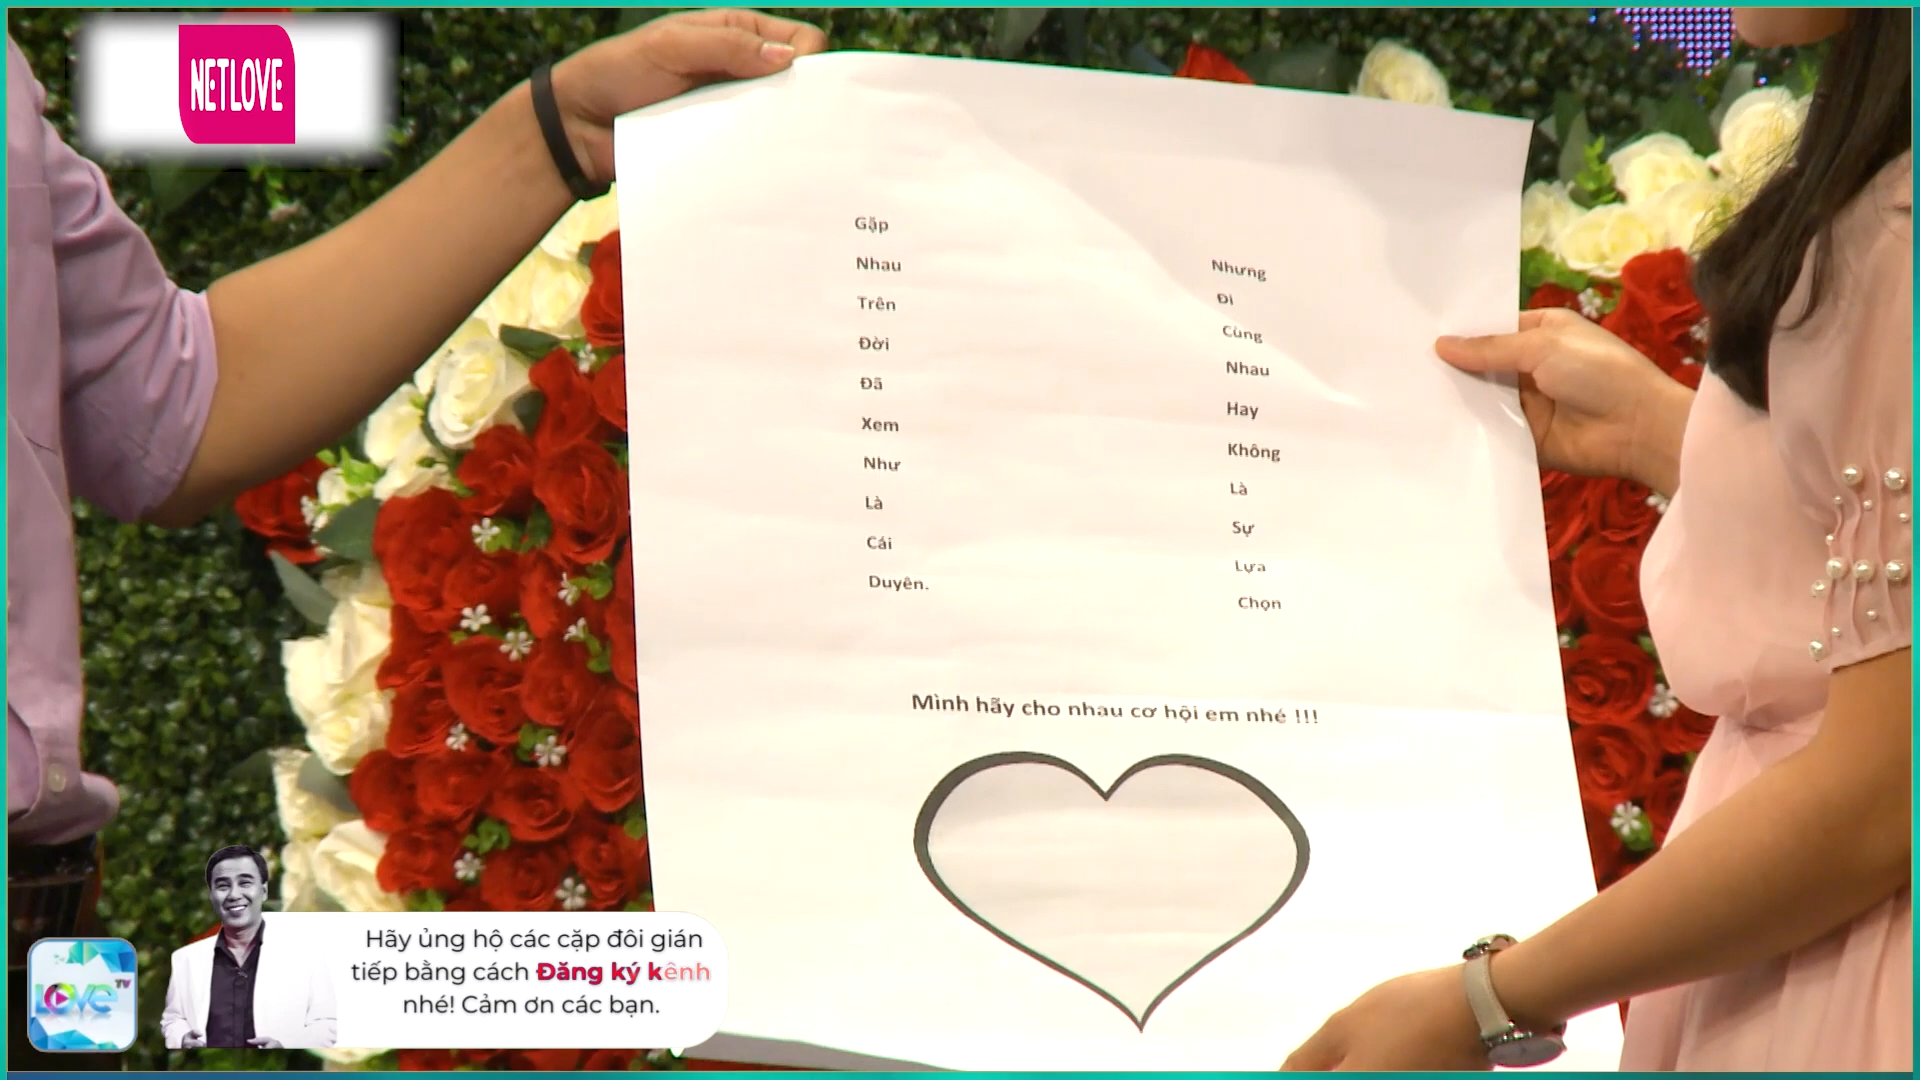 NETLOVE
Gặp
Nhau
Trên
Đời
Đã
Xem
Như
Là
Cái
Duyên.
Nhưng
Đi
Cùng
Nhau
Hay
Không
Là
Sự
Lựa
Chọn
Mình hãy cho nhau cơ hội em nhé !!!
Hãy ủng hộ các cặp đôi gián
tiếp bằng cách Đăng ký kênh
nhé! Cảm ơn các bạn.
LOVE TV